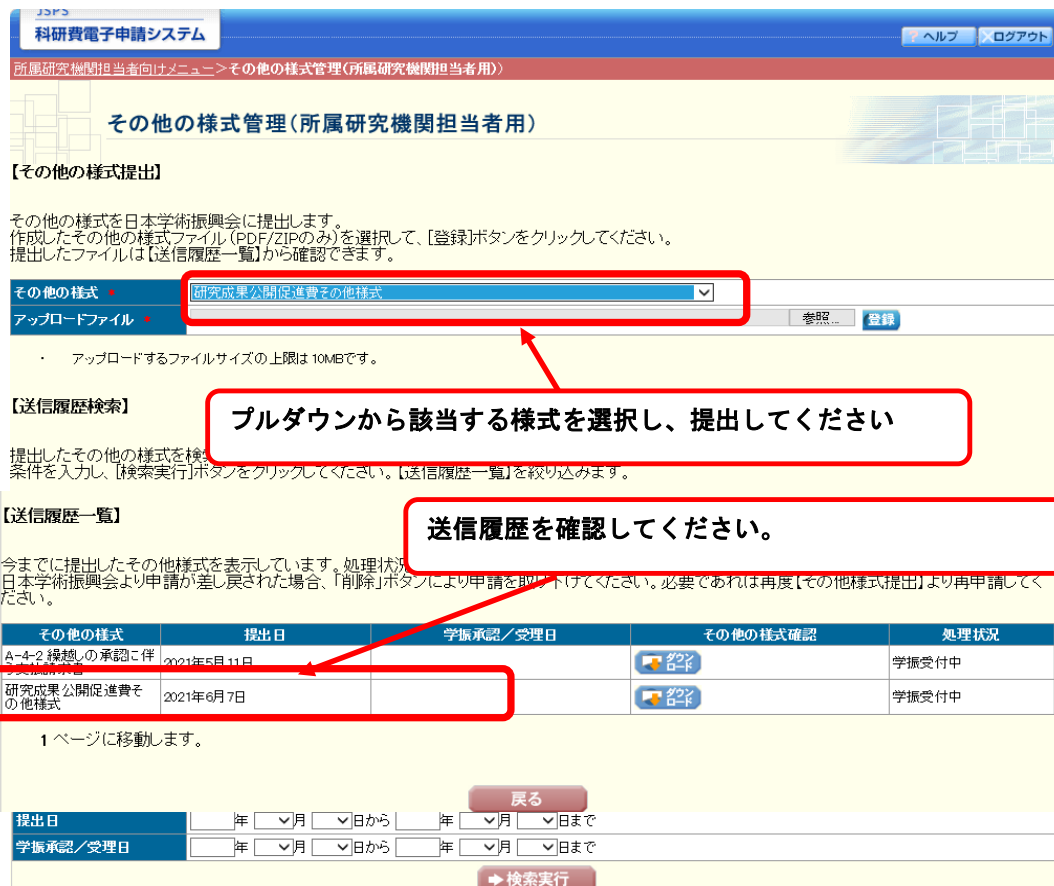 JSPS
科研費電子申請システム
ヘルプ
ログアウト
所属研究機関担当者向けメニュー>その他の様式管理(所属研究機関担当者用))
その他の様式管理(所属研究機関担当者用)
【その他の様式提出】
その他の様式を日本学術振興会に提出します。
作成したその他の様式ファイル(PDF/ZIPのみ)を選択して、[登録]ボタンをクリックしてください。
提出したファイルは【送信履歴一覧】から確認できます。
その他の様式 *
研究成果公開促進費その他様式
アップロードファイル *
参照...
登録
・ アップロードするファイルサイズの上限は10MBです。
プルダウンから該当する様式を選択し、提出してください
【送信履歴検索】
提出したその他の様式を検
条件を入力し、[検索実行]ボタンをクリックしてください。【送信履歴一覧】を絞り込みます。
【送信履歴一覧】
送信履歴を確認してください。
今までに提出したその他様式を表示しています。処理状況
日本学術振興会より申請が差し戻された場合、「削除」ボタンにより申請を取り下げてください。必要であれば再度【その他様式提出】より再申請してく
ださい。
その他の様式 提出日 学振承認/受理日 その他の様式確認 処理状況
A-4-2 繰越しの承認に伴
う支払請求書 2021年5月11日 ダウンロード 学振受付中
研究成果公開促進費そ
の他様式 2021年6月7日 ダウンロード 学振受付中
1 ページに移動します。
戻る
提出日 年 月 日から 年 月 日まで
学振承認/受理日 年 月 日から 年 月 日まで
検索実行